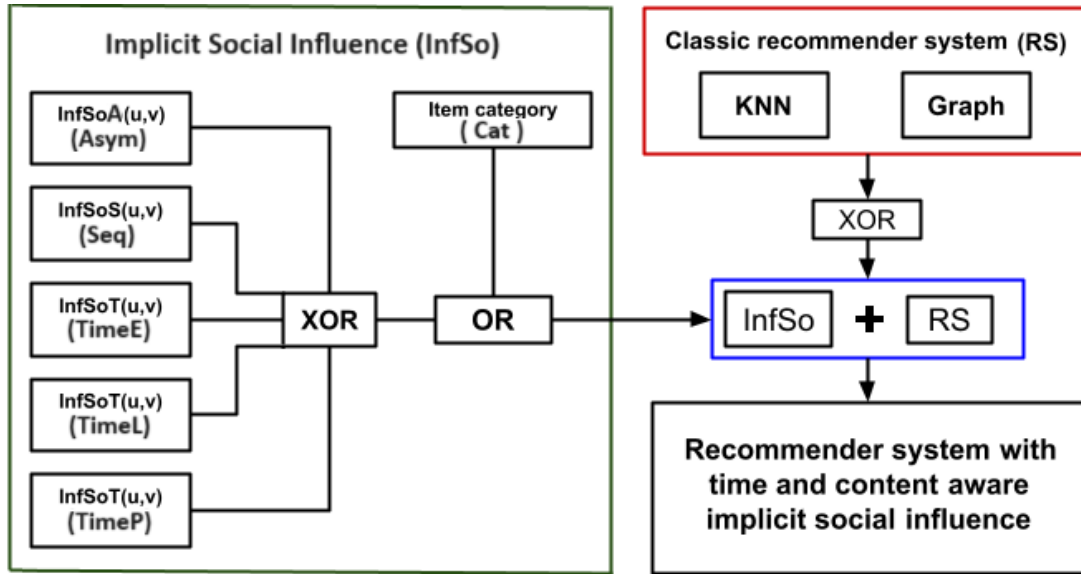 Implicit Social Influence (InfSo)
InfSoA(u,v)
(Asym)
InfSoS(u,v)
(Seq)
InfSoT(u,v)
(TimeE)
InfSoT(u,v)
(TimeL)
InfSoT(u,v)
(TimeP)
XOR
Item category
( Cat )
OR
Classic recommender system (RS)
KNN
Graph
XOR
InfSo + RS
Recommender system with
time and content aware
implicit social influence